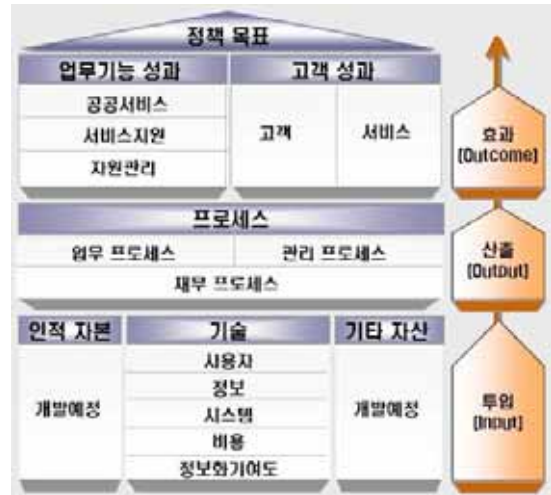 정책 목표
업무기능 성과
고객 성과
공공서비스
서비스지원
자원관리
고객
서비스
효과
[Outcome]
프로세스
업무 프로세스
관리 프로세스
재무 프로세스
산출
[Output]
인적 자본
기술
기타 자산
개발예정
사용자
정보
시스템
비용
정보화기여도
개발예정
투입
[Input]